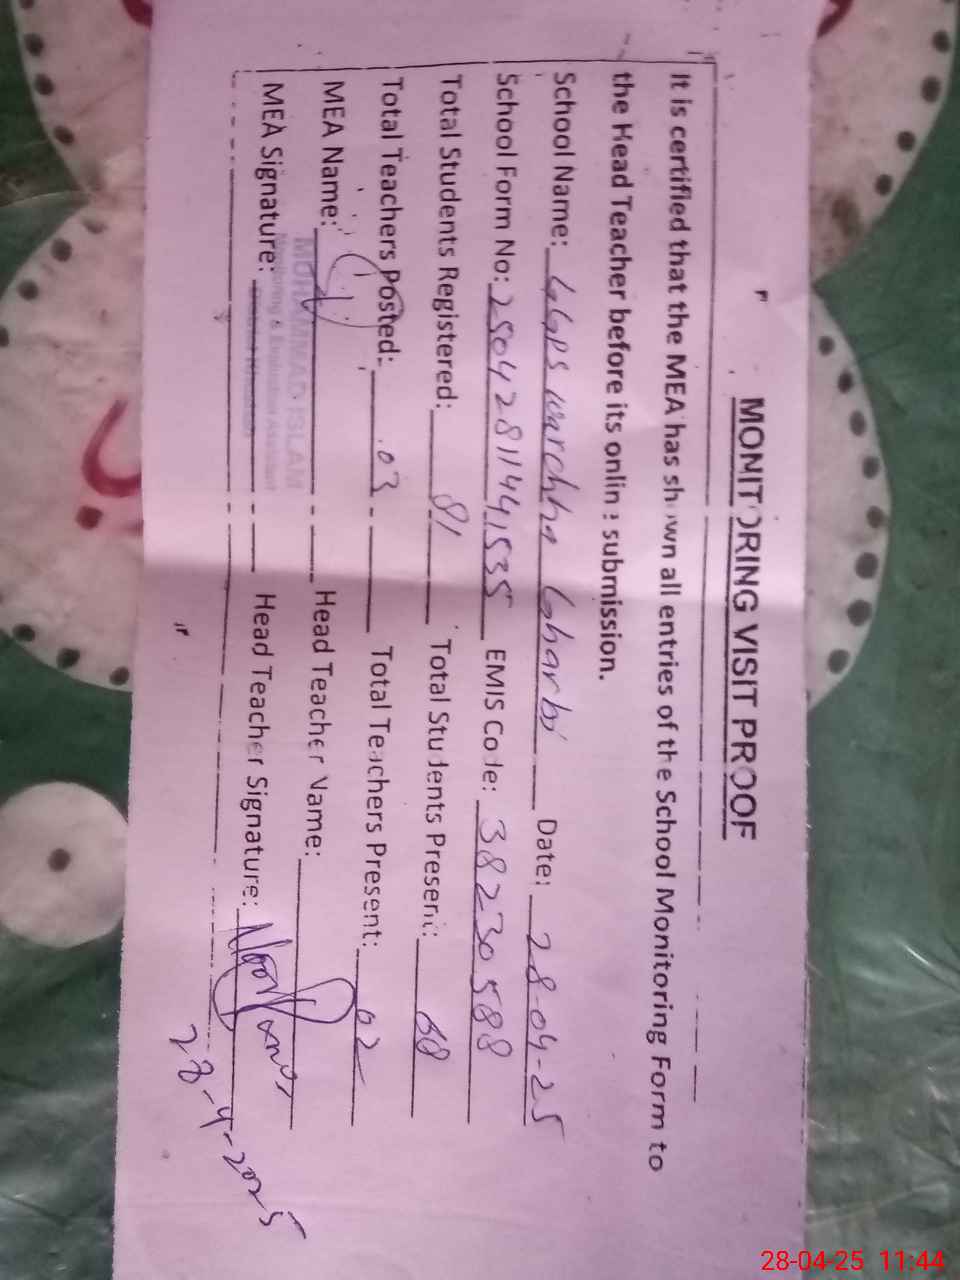 MONITORING VISIT PROOF
It is certified that the MEA has shown all entries of the School Monitoring Form to
the Head Teacher before its online submission.
School Name: GGPS warchha Gharbi Date: 28-04-25
School Form No: 25042811441535 EMIS Code: 38230588
Total Students Registered: 81 Total Students Present: 68
Total Teachers Posted: 03 Total Teachers Present: 02
MEA Name: MUHAMMAD ISLAM Head Teacher Name:
Monitoring & Evaluation Assistant
MEA Signature: Head Teacher Signature:
28-4-2025
28-04-25 11:44